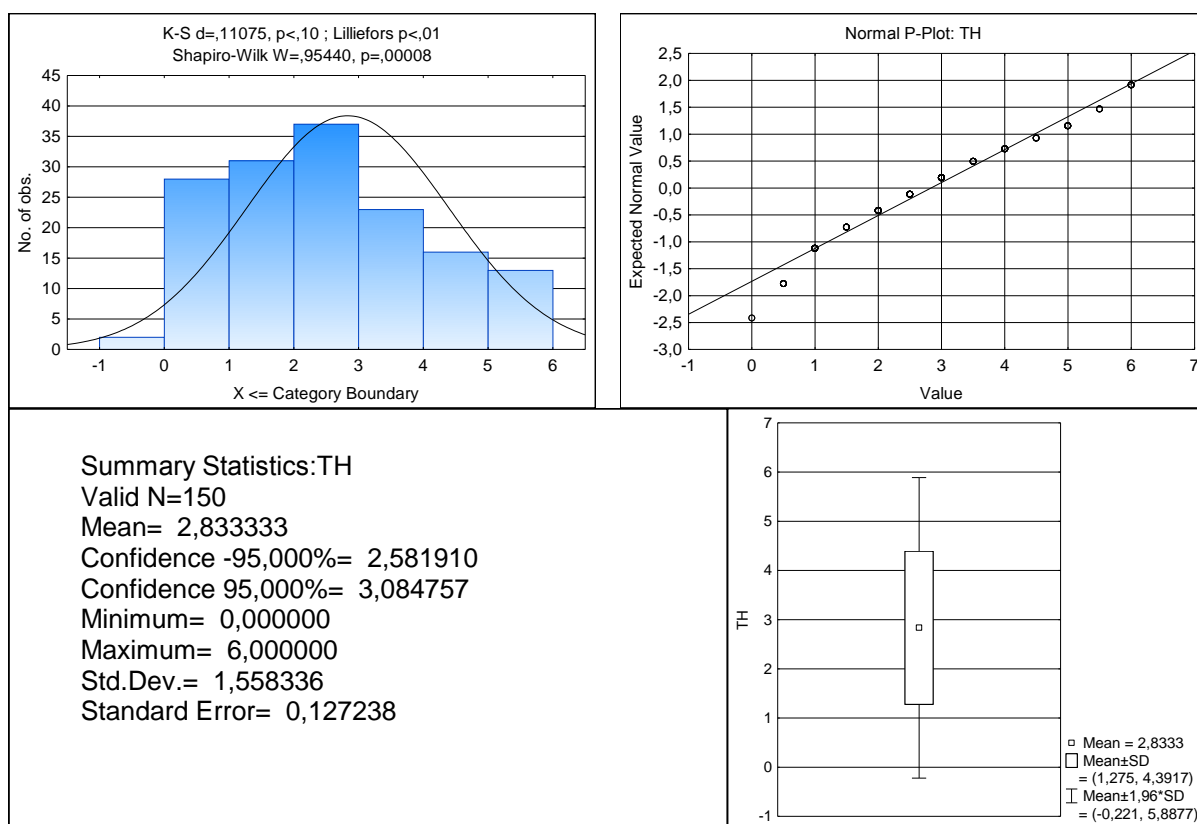 K-S d=,11075, p<,10 ; Lilliefors p<,01
Shapiro-Wilk W=,95440, p=,00008
45
40
35
30
25
20
15
10
5
0
No. of obs.
-1 0 1 2 3 4 5 6
X <= Category Boundary
Normal P-Plot: TH
2,5
2,0
1,5
1,0
0,5
0,0
-0,5
-1,0
-1,5
-2,0
-2,5
-3,0
Expected Normal Value
-1 0 1 2 3 4 5 6 7
Value
Summary Statistics:TH
Valid N=150
Mean= 2,833333
Confidence -95,000%= 2,581910
Confidence 95,000%= 3,084757
Minimum= 0,000000
Maximum= 6,000000
Std.Dev.= 1,558336
Standard Error= 0,127238
7
6
5
4
3
2
1
0
-1
TH
Mean = 2,8333
Mean±SD
= (1,275, 4,3917)
Mean±1,96*SD
= (-0,221, 5,8877)